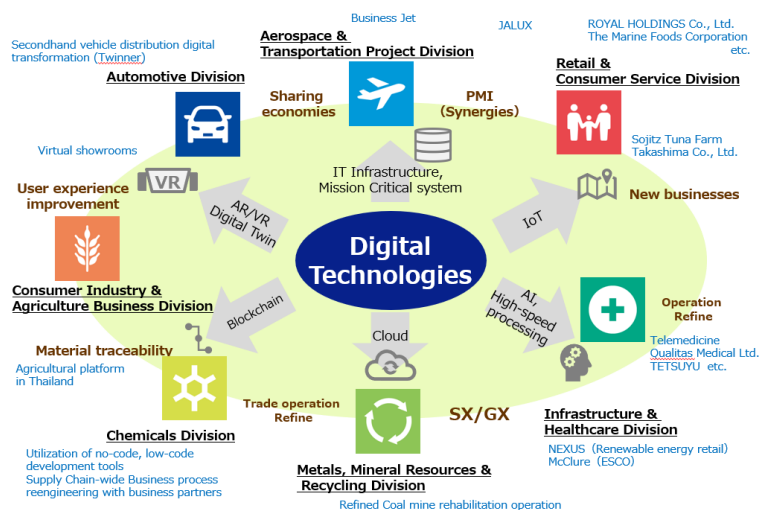 Business Jet
JALUX
ROYAL HOLDINGS Co., Ltd.
The Marine Foods Corporation
etc.
Aerospace &
Transportation Project Division
Secondhand vehicle distribution digital
transformation (Twinner)
Automotive Division
Retail &
Consumer Service Division
Sharing
economies
PMI
(Synergies)
Virtual showrooms
Sojitz Tuna Farm
Takashima Co., Ltd.
VR
IT Infrastructure,
Mission Critical system
User experience
improvement
New businesses
AR/VR
Digital Twin
IoT
Digital
Technologies
Consumer Industry &
Agriculture Business Division
Blockchain
AI,
High-speed
processing
Operation
Refine
Cloud
Telemedicine
Qualitas Medical Ltd.
TETSUYU etc.
Material traceability
Agricultural platform
in Thailand
Trade operation
Refine
SX/GX
Chemicals Division
Infrastructure &
Healthcare Division
Utilization of no-code, low-code
development tools
Supply Chain-wide Business process
reengineering with business partners
NEXUS (Renewable energy retail)
McClure (ESCO)
Metals, Mineral Resources &
Recycling Division
Refined Coal mine rehabilitation operation